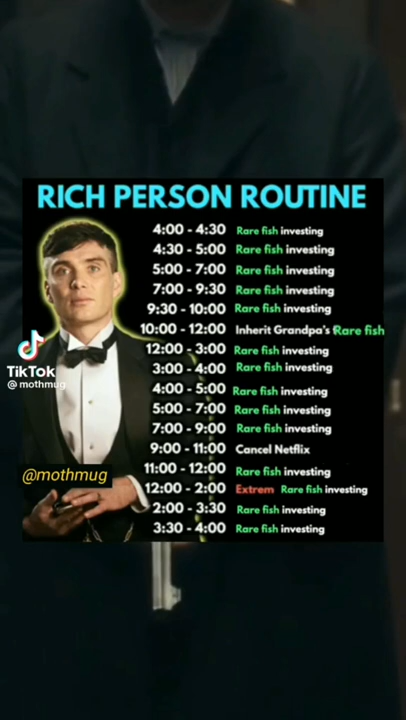 RICH PERSON ROUTINE
4:00 - 4:30 Rare fish investing
4:30 - 5:00 Rare fish investing
5:00 - 7:00 Rare fish investing
7:00 - 9:30 Rare fish investing
9:30 - 10:00 Rare fish investing
10:00 - 12:00 Inherit Grandpa's Rare fish
12:00 - 3:00 Rare fish investing
3:00 - 4:00 Rare fish investing
4:00 - 5:00 Rare fish investing
5:00 - 7:00 Rare fish investing
7:00 - 9:00 Rare fish investing
9:00 - 11:00 Cancel Netflix
11:00 - 12:00 Rare fish investing
12:00 - 2:00 Extrem Rare fish investing
2:00 - 3:30 Rare fish investing
3:30 - 4:00 Rare fish investing
TikTok
@mothmug
@mothmug